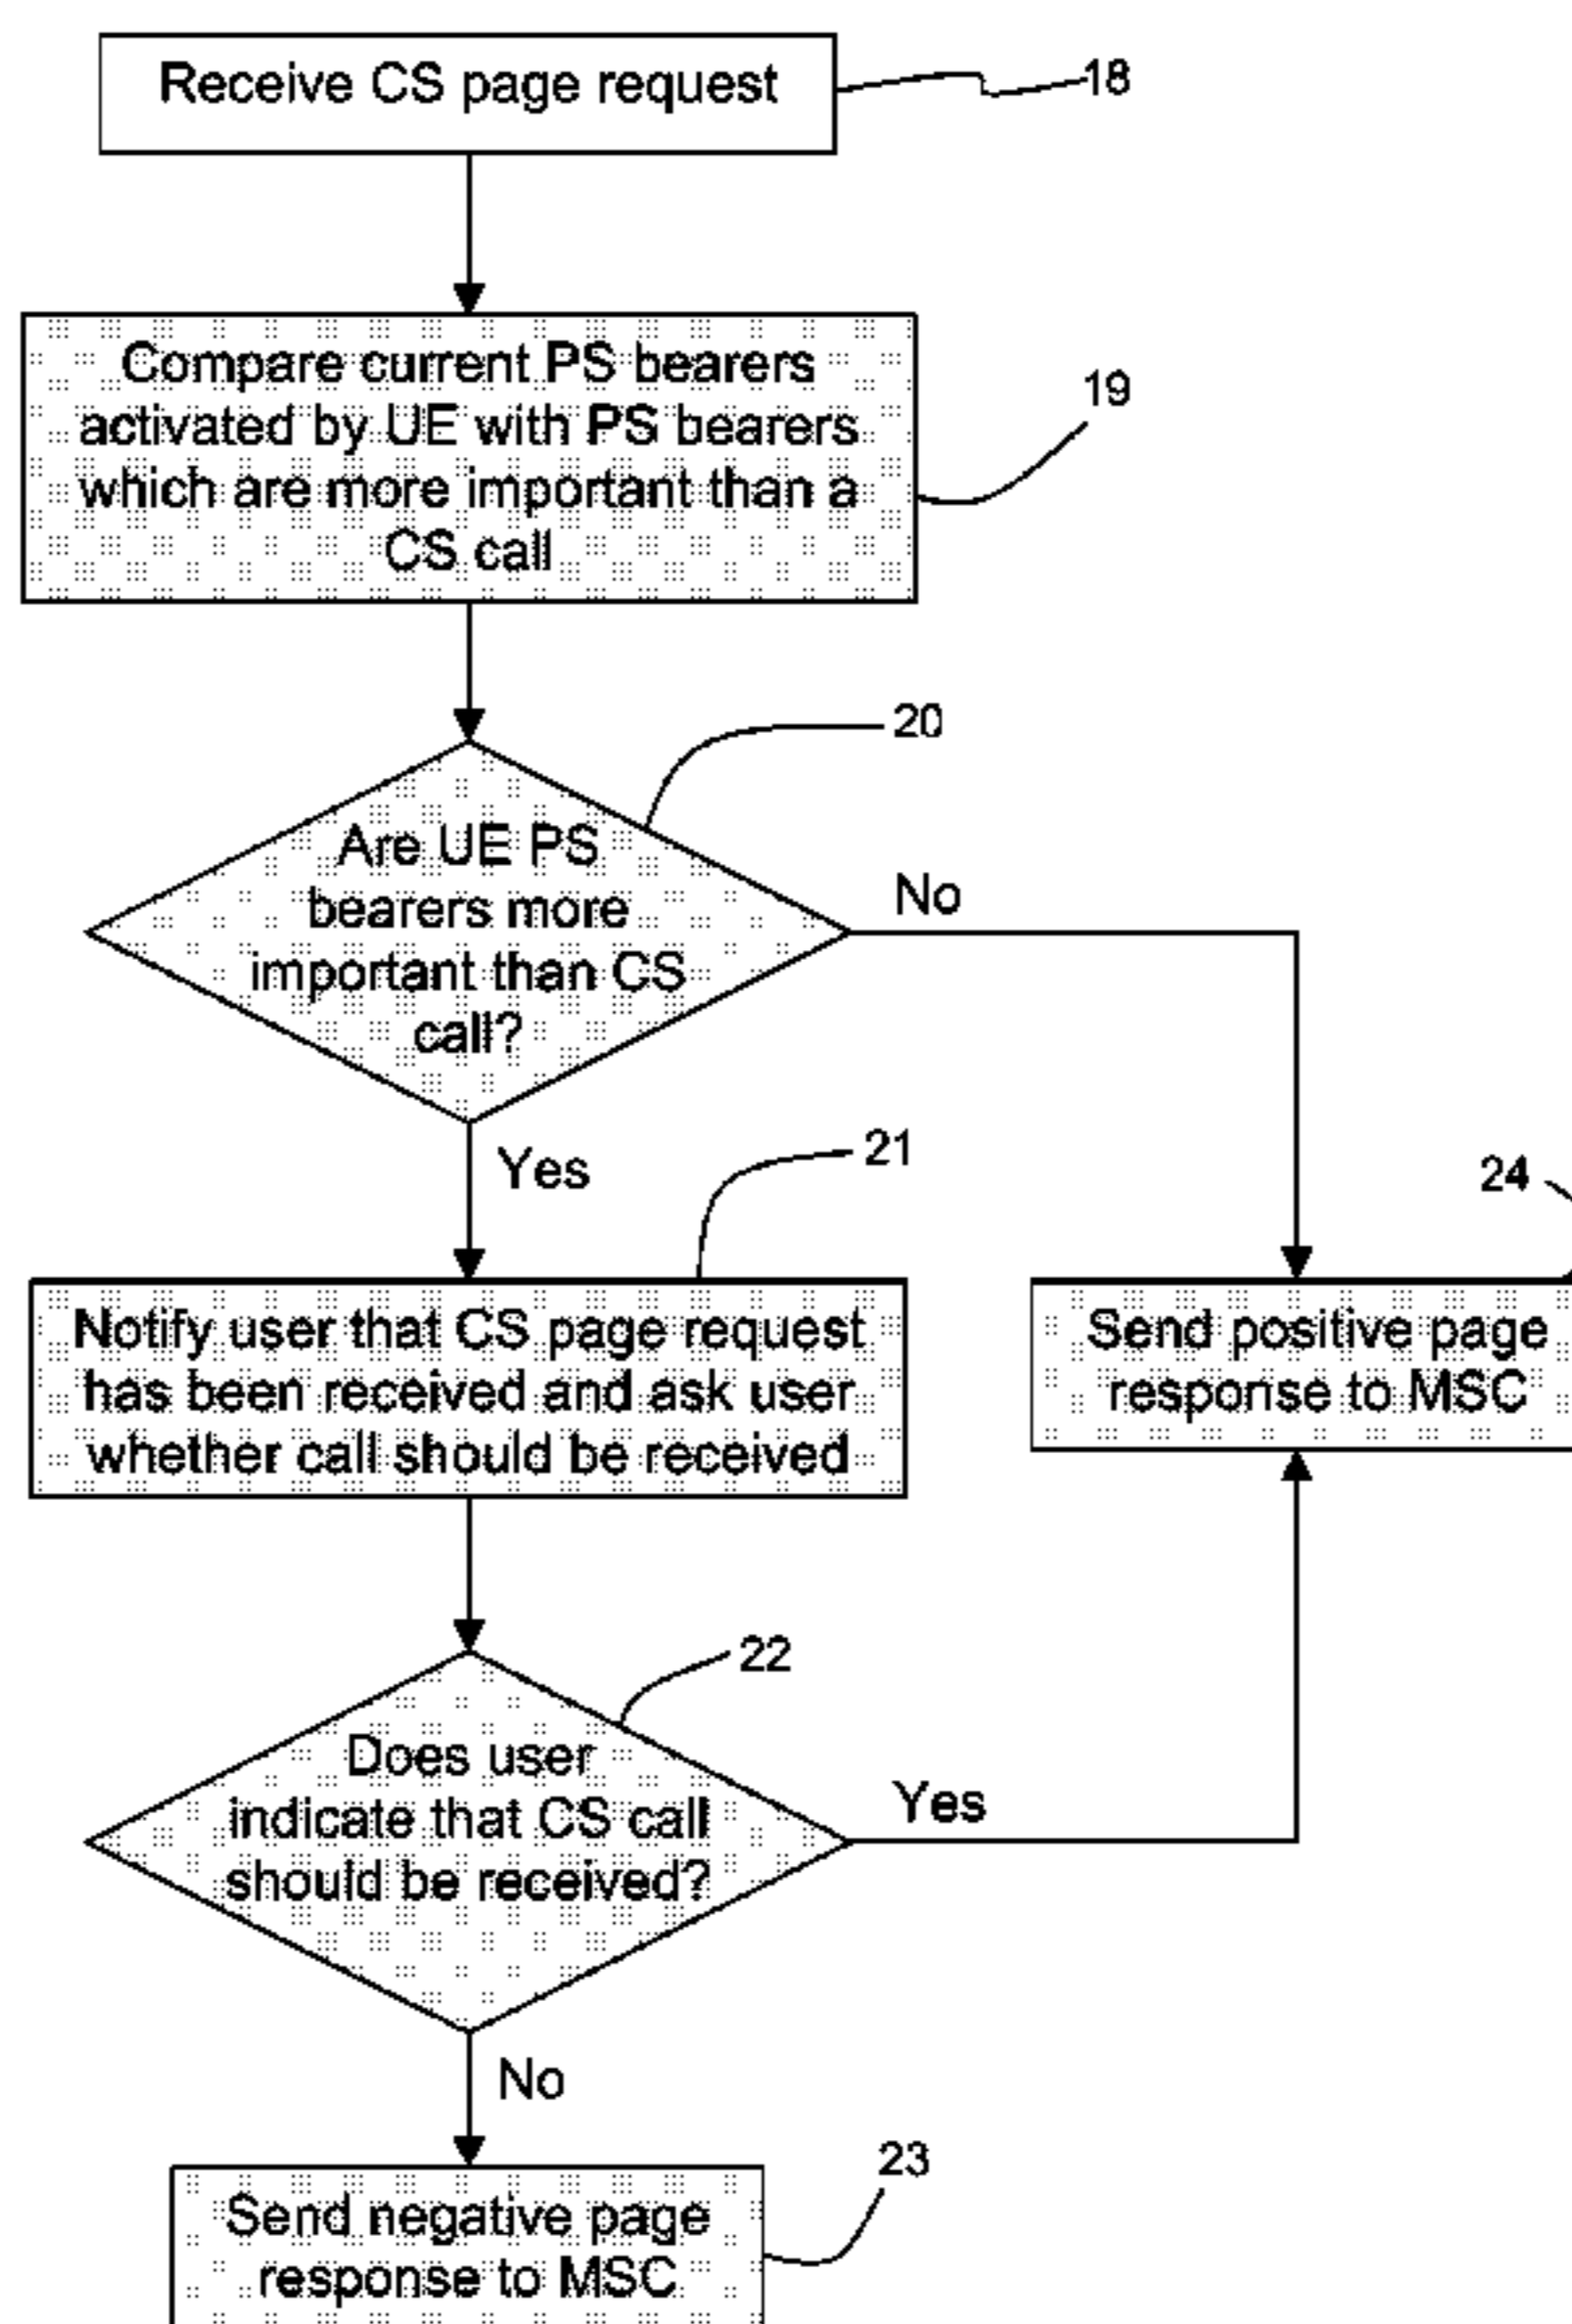 Receive CS page request
18
Compare current PS bearers
activated by UE with PS bearers
which are more important than a
CS call
19
20
Are UE PS
bearers more
important than CS
call?
No
Yes
21
24
Notify user that CS page request
has been received and ask user
whether call should be received
Send positive page
response to MSC
22
Does user
indicate that CS call
should be received?
Yes
No
23
Send negative page
response to MSC